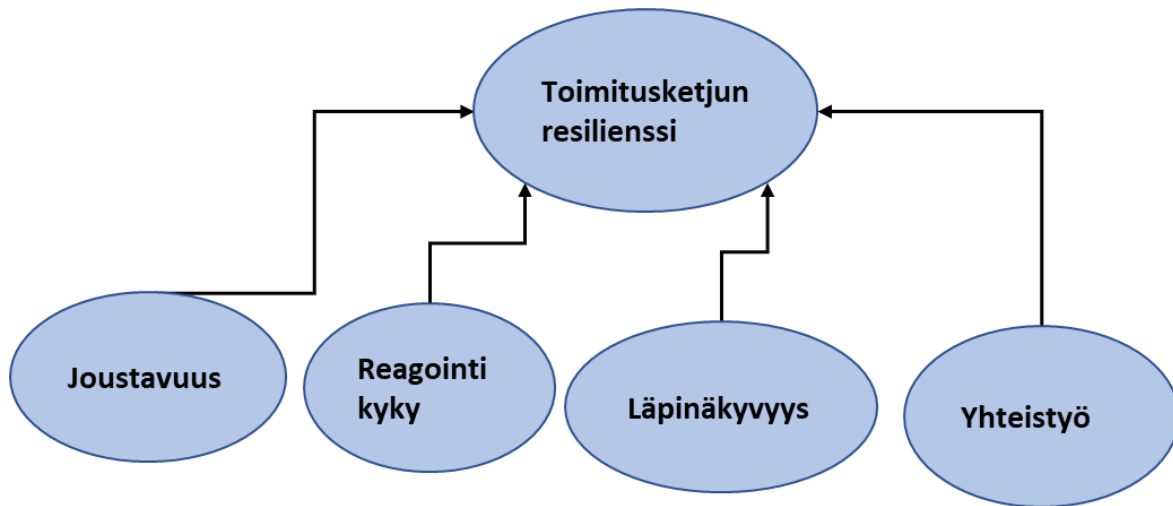 Toimitusketjun
resilienssi
Joustavuus
Reagointi
kyky
Läpinäkyvyys
Yhteistyö